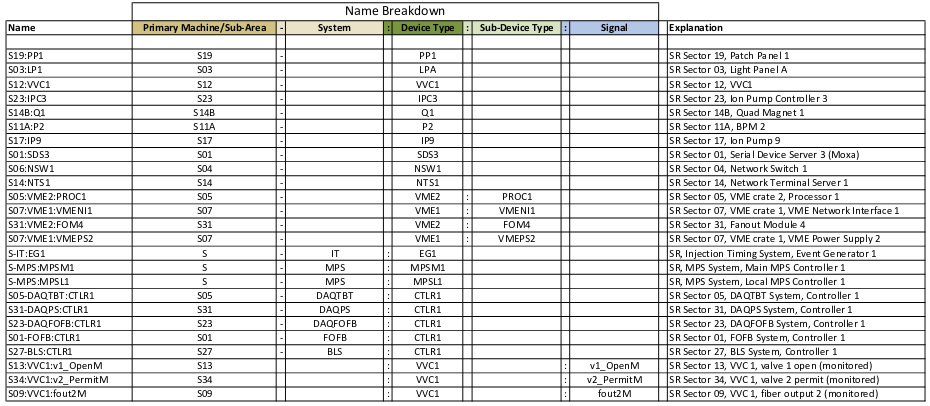 Name Breakdown
Name Primary Machine/Sub-Area - System : Device Type : Sub-Device Type : Signal Explanation
S19:PP1 S19 - PP1 SR Sector 19, Patch Panel 1
S03:LP1 S03 - LPA SR Sector 03, Light Panel A
S12:VVC1 S12 - VVC1 SR Sector 12, VVC1
S23:IPC3 S23 - IPC3 SR Sector 23, Ion Pump Controller 3
S14B:Q1 S14B - Q1 SR Sector 14B, Quad Magnet 1
S11A:P2 S11A - P2 SR Sector 11A, BPM 2
S17:IP9 S17 - IP9 SR Sector 17, Ion Pump 9
S01:SDS3 S01 - SDS3 SR Sector 01, Serial Device Server 3 (Moxa)
S06:NSW1 S04 - NSW1 SR Sector 04, Network Switch 1
S14:NTS1 S14 - NTS1 SR Sector 14, Network Terminal Server 1
S05:VME2:PROC1 S05 - VME2 : PROC1 SR Sector 05, VME crate 2, Processor 1
S07:VME1:VMENI1 S07 - VME1 : VMENI1 SR Sector 07, VME crate 1, VME Network Interface 1
S31:VME2:FOM4 S31 - VME2 : FOM4 SR Sector 31, Fanout Module 4
S07:VME1:VMEPS2 S07 - VME1 : VMEPS2 SR Sector 07, VME crate 1, VME Power Supply 2
S-IT:EG1 S - IT : EG1 SR, Injection Timing System, Event Generator 1
S-MPS:MPSM1 S - MPS : MPSM1 SR, MPS System, Main MPS Controller 1
S-MPS:MPSL1 S - MPS : MPSL1 SR, MPS System, Local MPS Controller 1
S05-DAQTBT:CTLR1 S05 - DAQTBT : CTLR1 SR Sector 05, DAQTBT System, Controller 1
S31-DAQPS:CTLR1 S31 - DAQPS : CTLR1 SR Sector 31, DAQPS System, Controller 1
S23-DAQFOFB:CTLR1 S23 - DAQFOFB : CTLR1 SR Sector 23, DAQFOFB System, Controller 1
S01-FOFB:CTLR1 S01 - FOFB : CTLR1 SR Sector 01, FOFB System, Controller 1
S27-BLS:CTLR1 S27 - BLS : CTLR1 SR Sector 27, BLS System, Controller 1
S13:VVC1:v1_OpenM S13 VVC1 : v1_OpenM SR Sector 13, VVC 1, valve 1 open (monitored)
S34:VVC1:v2_PermitM S34 VVC1 : v2_PermitM SR Sector 34, VVC 1, valve 2 permit (monitored)
S09:VVC1:fout2M S09 VVC1 : fout2M SR Sector 09, VVC 1, fiber output 2 (monitored)